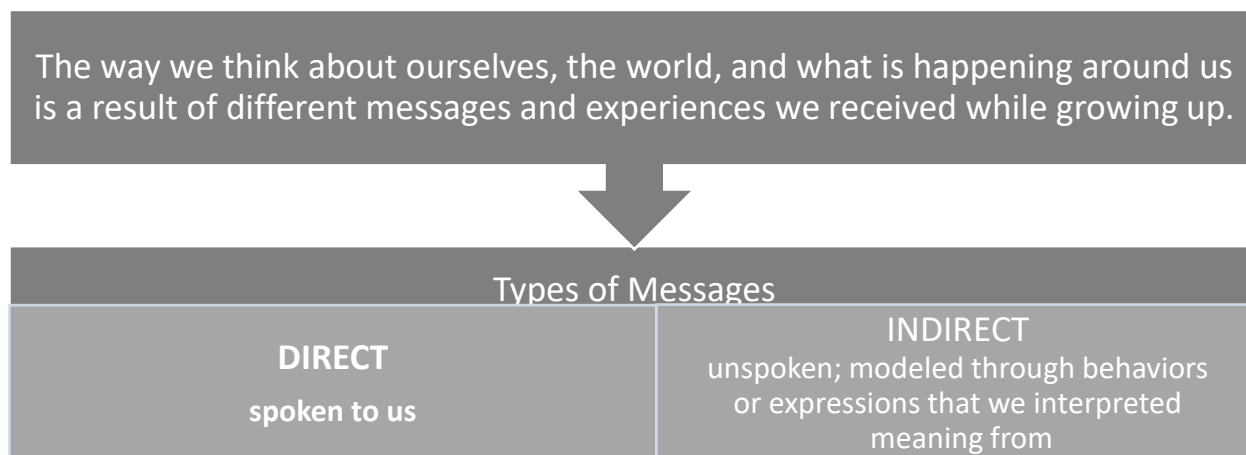 The way we think about ourselves, the world, and what is happening around us
is a result of different messages and experiences we received while growing up.
Types of Messages
DIRECT
spoken to us
INDIRECT
unspoken; modeled through behaviors
or expressions that we interpreted
meaning from